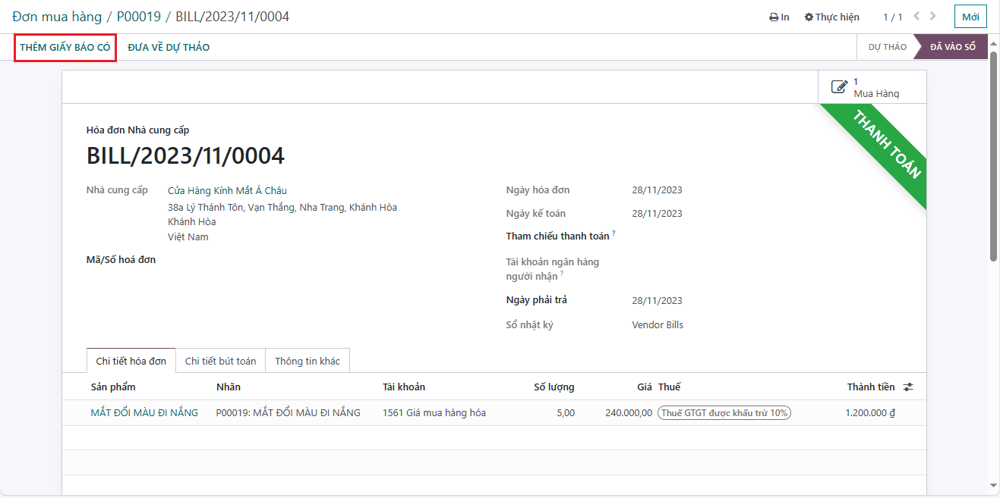 Đơn mua hàng / P00019 / BILL/2023/11/0004
In
Thực hiện
1 / 1
Mới
THÊM GIẤY BÁO CÓ
ĐƯA VỀ DỰ THẢO
DỰ THẢO
ĐÃ VÀO SỔ
1
Mua Hàng
THANH TOÁN
Hóa đơn Nhà cung cấp
BILL/2023/11/0004
Nhà cung cấp
Cửa Hàng Kính Mắt Á Châu
38a Lý Thánh Tôn, Vạn Thắng, Nha Trang, Khánh Hòa
Khánh Hòa
Việt Nam
Mã/Số hoá đơn
Ngày hóa đơn 28/11/2023
Ngày kế toán 28/11/2023
Tham chiếu thanh toán ?
Tài khoản ngân hàng
người nhận ?
Ngày phải trả 28/11/2023
Sổ nhật ký Vendor Bills
Chi tiết hóa đơn Chi tiết bút toán Thông tin khác
Sản phẩm Nhãn Tài khoản Số lượng Giá Thuế Thành tiền
MẮT ĐỔI MÀU ĐI NẮNG P00019: MẮT ĐỔI MÀU ĐI NẮNG 1561 Giá mua hàng hóa 5,00 240.000,00 Thuế GTGT được khấu trừ 10% 1.200.000 ₫